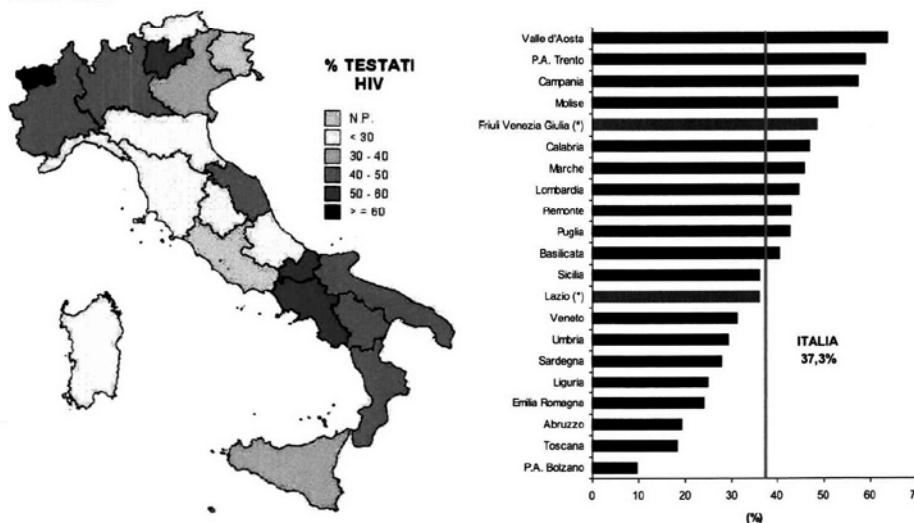 % TESTATI
HIV
N.P.
< 30
30 - 40
40 - 50
50 - 60
> = 60
Valle d'Aosta
P.A. Trento
Campania
Molise
Friuli Venezia Giulia (*)
Calabria
Marche
Lombardia
Piemonte
Puglia
Basilicata
Sicilia
Lazio (*)
Veneto
Umbria
Sardegna
Liguria
Emilia Romagna
Abruzzo
Toscana
P.A. Bolzano
ITALIA
37,3%
0 10 20 30 40 50 60 7
(%)